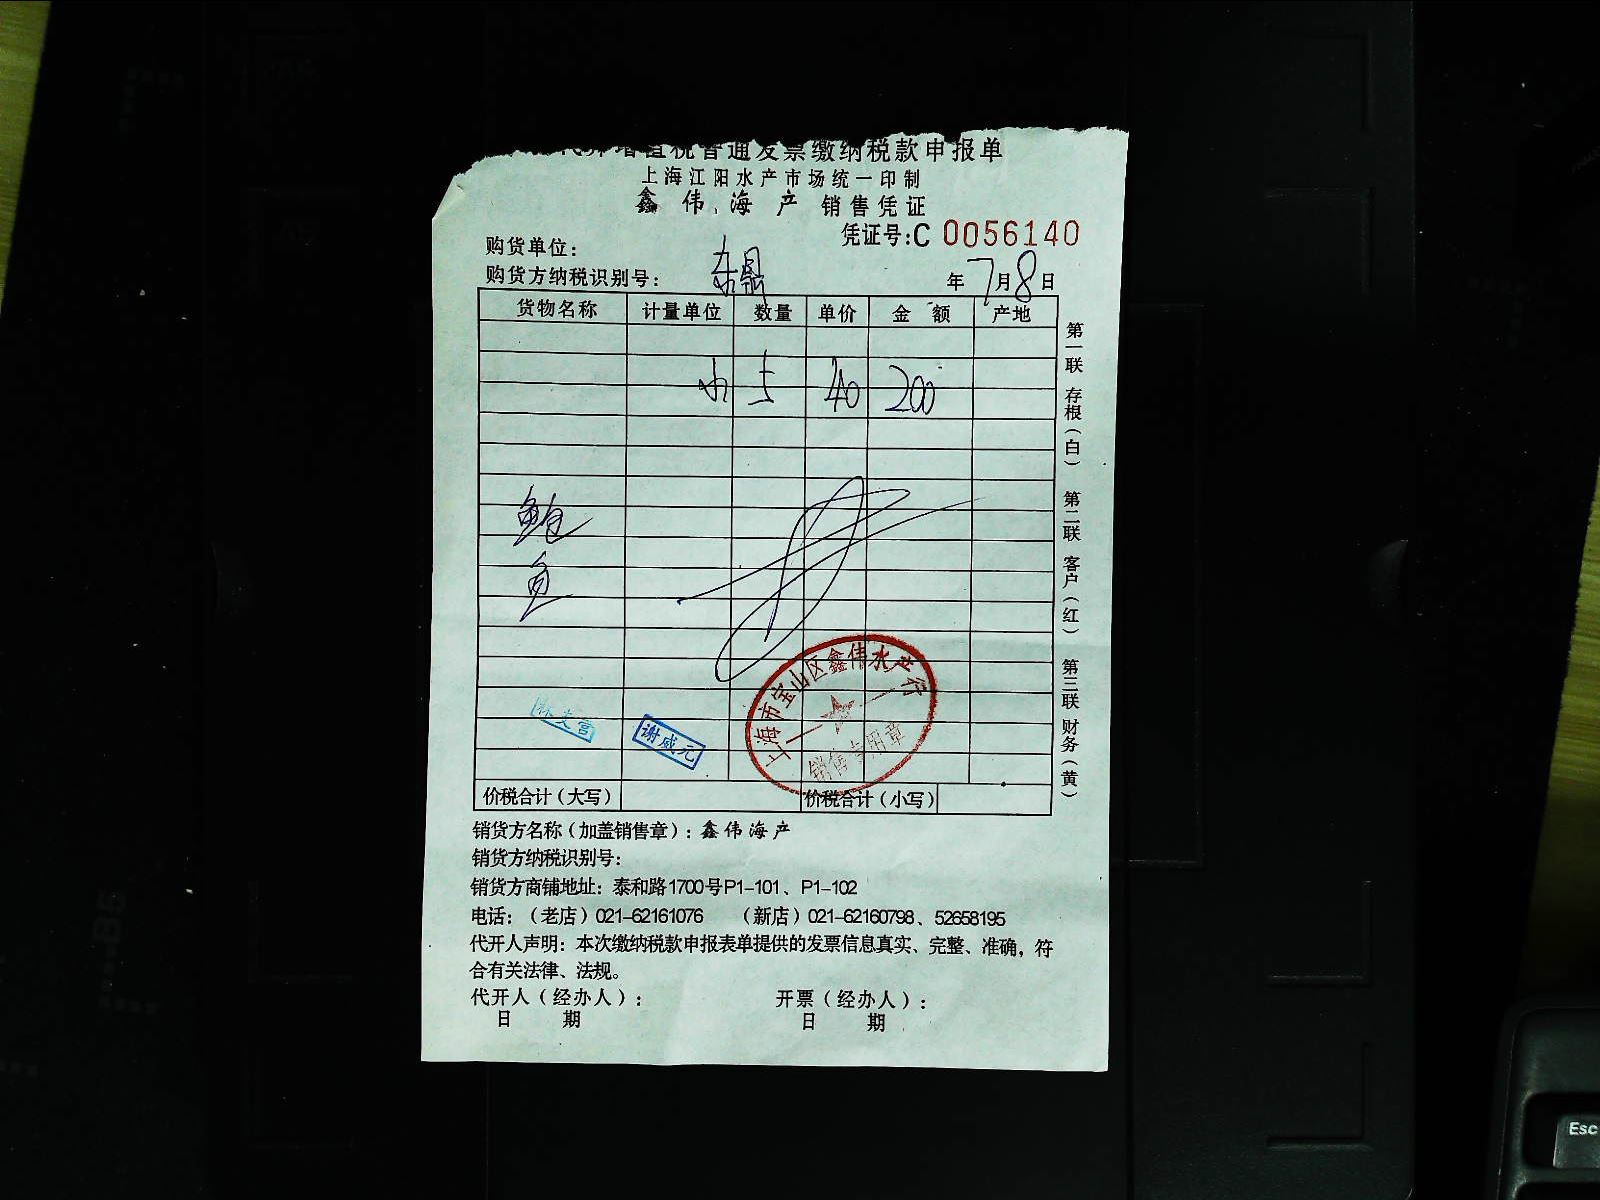 代开增值税普通发票缴纳税款申报单
上海江阳水产市场统一印制
鑫伟海产 销售凭证
凭证号:C 0056140
购货单位:
购货方纳税识别号: 东鼎 年7月8日
货物名称 计量单位 数量 单价 金额 产地
小 5 40 200
鲍
鱼
第一联 存根(白) 第二联 客户(红) 第三联 财务(黄)
上海市宝山区鑫伟水产行
销售专用章
谢威元
价税合计(大写) 价税合计(小写)
销货方名称(加盖销售章): 鑫伟海产
销货方纳税识别号:
销货方商铺地址: 泰和路1700号P1-101、P1-102
电话:(老店)021-62161076 (新店)021-62160798、52658195
代开人声明: 本次缴纳税款申报表单提供的发票信息真实、完整、准确,符
合有关法律、法规。
代开人(经办人): 开票(经办人):
日期 日期
Esc